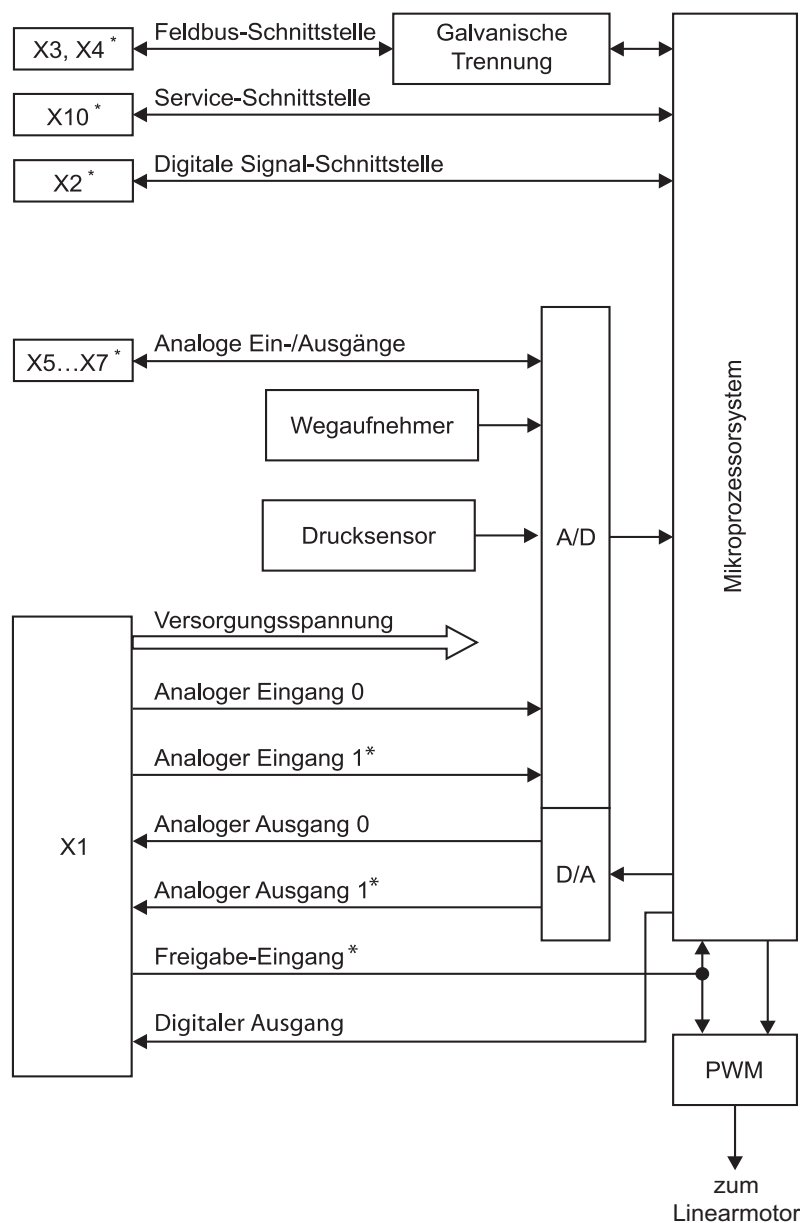 X3, X4 *
Feldbus-Schnittstelle
Galvanische
Trennung
X10 *
Service-Schnittstelle
X2 *
Digitale Signal-Schnittstelle
X5…X7 *
Analoge Ein-/Ausgänge
Wegaufnehmer
Drucksensor
A/D
Mikroprozessorsystem
Versorgungsspannung
Analoger Eingang 0
Analoger Eingang 1*
X1
Analoger Ausgang 0
D/A
Analoger Ausgang 1*
Freigabe-Eingang *
Digitaler Ausgang
PWM
zum
Linearmotor